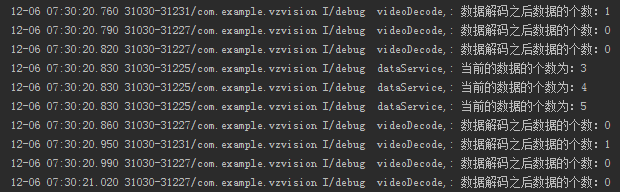 12-06 07:30:20.760 31030-31231/com.example.vzvision I/debug  videoDecode,: 数据解码之后数据的个数: 1
12-06 07:30:20.790 31030-31227/com.example.vzvision I/debug  videoDecode,: 数据解码之后数据的个数: 0
12-06 07:30:20.820 31030-31227/com.example.vzvision I/debug  videoDecode,: 数据解码之后数据的个数: 0
12-06 07:30:20.830 31030-31225/com.example.vzvision I/debug  dataService,: 当前的数据的个数为: 3
12-06 07:30:20.830 31030-31225/com.example.vzvision I/debug  dataService,: 当前的数据的个数为: 4
12-06 07:30:20.830 31030-31225/com.example.vzvision I/debug  dataService,: 当前的数据的个数为: 5
12-06 07:30:20.860 31030-31227/com.example.vzvision I/debug  videoDecode,: 数据解码之后数据的个数: 0
12-06 07:30:20.950 31030-31231/com.example.vzvision I/debug  videoDecode,: 数据解码之后数据的个数: 1
12-06 07:30:20.990 31030-31227/com.example.vzvision I/debug  videoDecode,: 数据解码之后数据的个数: 0
12-06 07:30:21.020 31030-31227/com.example.vzvision I/debug  videoDecode,: 数据解码之后数据的个数: 0